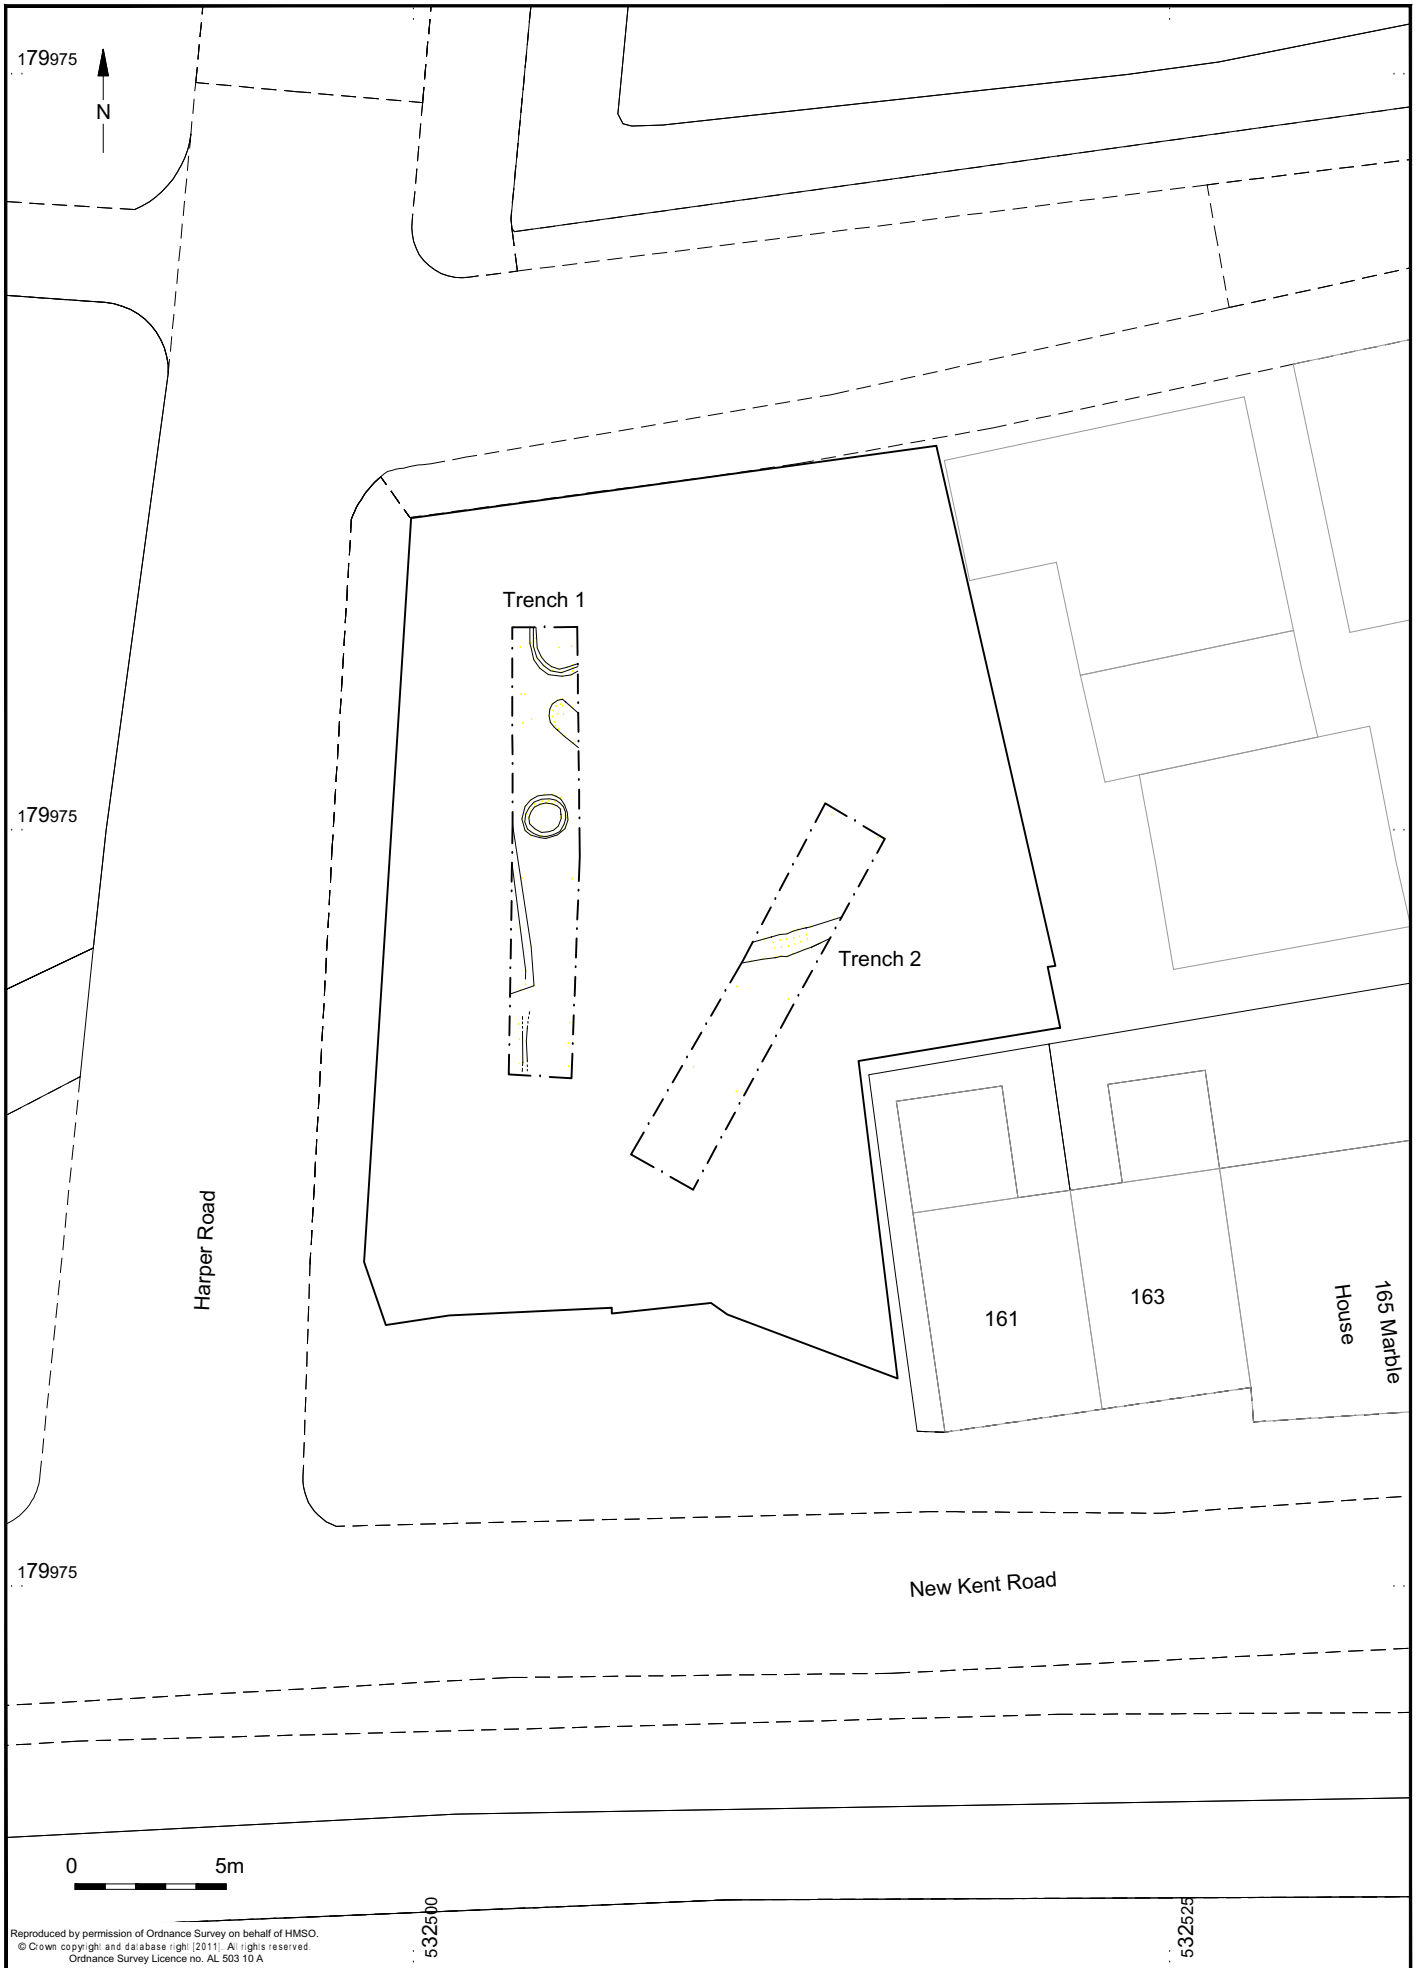 179975
N
Trench 1
179975
Trench 2
Harper Road
161
163
165 Marble
House
179975
New Kent Road
0 5m
532500
532525
Reproduced by permission of Ordnance Survey on behalf of HMSO.
© Crown copyright and database right [2011]. All rights reserved.
Ordnance Survey Licence no. AL 503 10 A